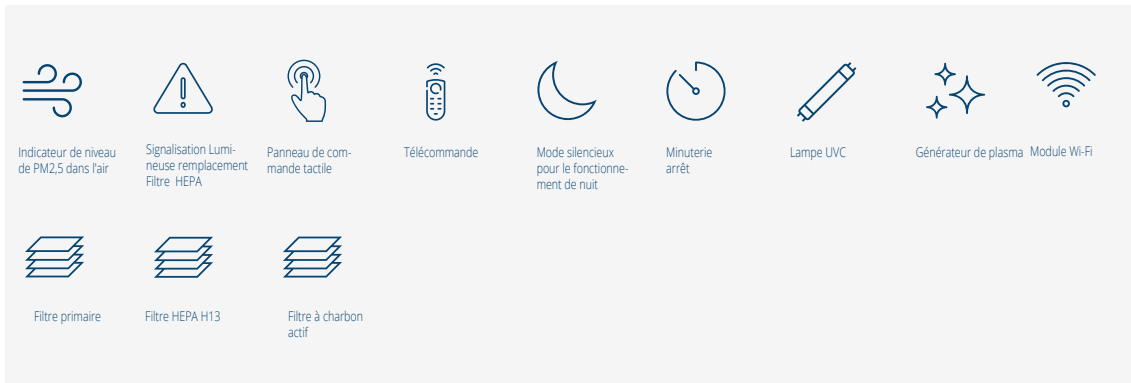 Indicateur de niveau
de PM2,5 dans l'air
Signalisation Lumi-
neuse remplacement
Filtre HEPA
Panneau de com-
mande tactile
Télécommande
Mode silencieux
pour le fonctionne-
ment de nuit
Minuterie
arrêt
Lampe UVC
Générateur de plasma
Module Wi-Fi
Filtre primaire
Filtre HEPA H13
Filtre à charbon
actif